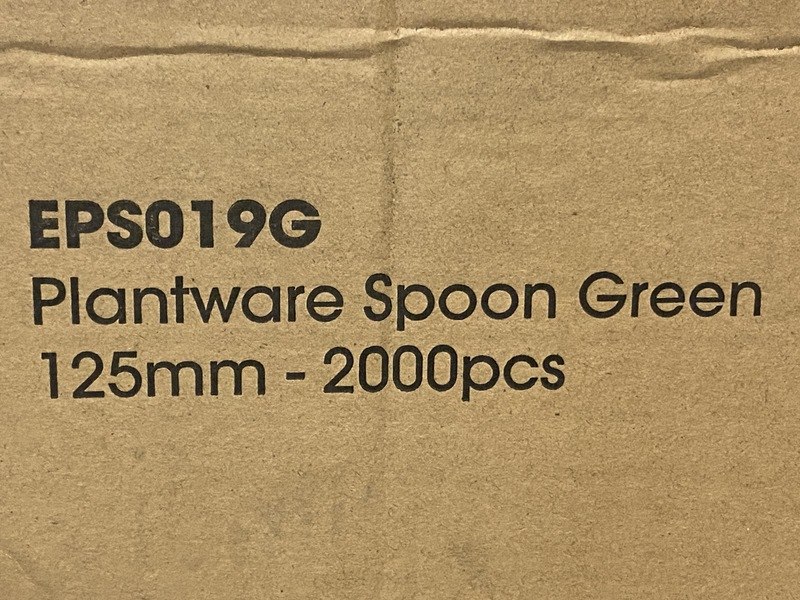 EPS019G
Plantware Spoon Green
125mm - 2000pcs